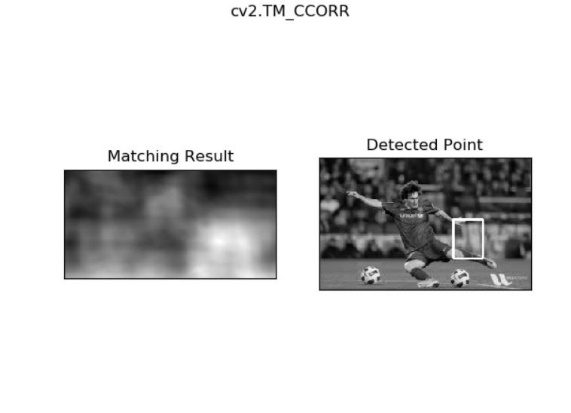 cv2.TM_CCORR
Matching Result
Detected Point